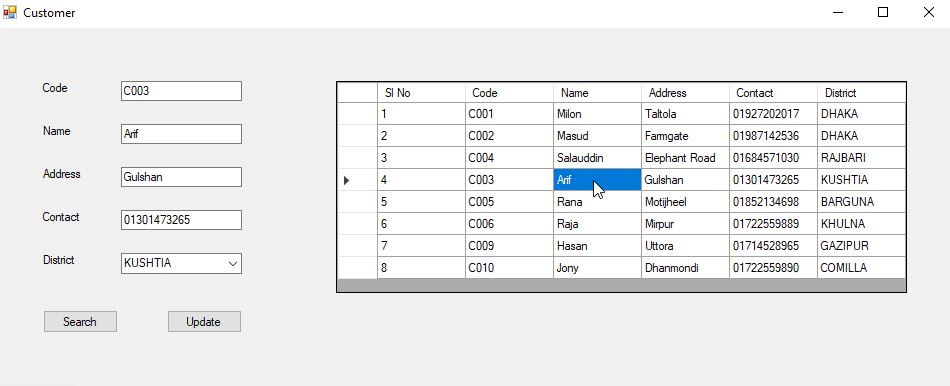 Customer
Code C003
Name Arif
Address Gulshan
Contact 01301473265
District KUSHTIA
Search Update
Sl No Code Name Address Contact District
1 C001 Milon Taltola 01927202017 DHAKA
2 C002 Masud Farmgate 01987142536 DHAKA
3 C004 Salauddin Elephant Road 01684571030 RAJBARI
4 C003 Arif Gulshan 01301473265 KUSHTIA
5 C005 Rana Motijheel 01852134698 BARGUNA
6 C006 Raja Mirpur 01722559889 KHULNA
7 C009 Hasan Uttora 01714528965 GAZIPUR
8 C010 Jony Dhanmondi 01722559890 COMILLA